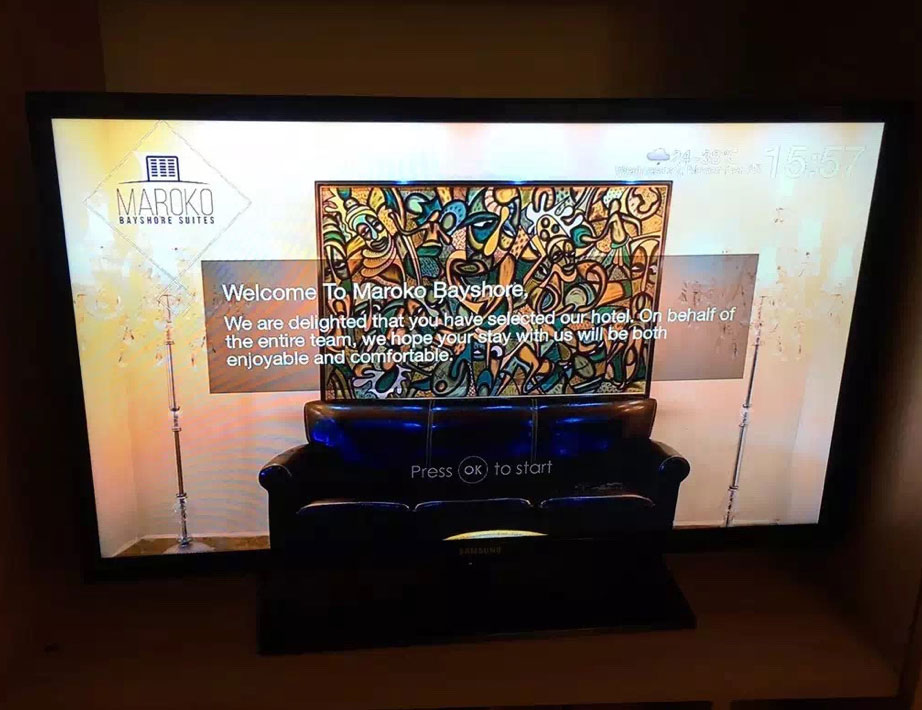 MAROKO
BAYSHORE SUITES
15:57
Welcome To Maroko Bayshore,
We are delighted that you have selected our hotel. On behalf of
the entire team, we hope your stay with us will be both
enjoyable and comfortable.
Press OK to start
SAMSUNG